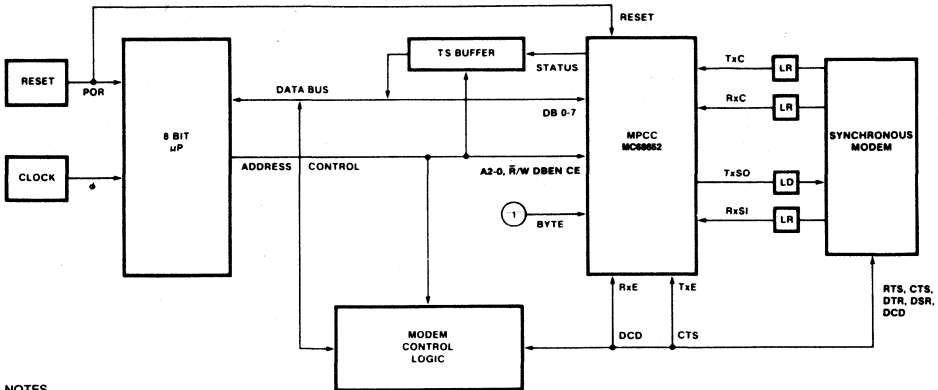 RESET
TS BUFFER
STATUS
TxC
LR
RESET
POR
DATA BUS
DB 0-7
RxC
LR
8 BIT
μP
MPCC
MC68652
SYNCHRONOUS
MODEM
CLOCK
φ
ADDRESS
CONTROL
A2-0, R̅/W DBEN CE
TxSO
LD
"1"
BYTE
RxSI
LR
RxE
TxE
RTS, CTS,
DTR, DSR,
DCD
MODEM
CONTROL
LOGIC
DCD
CTS
NOTES